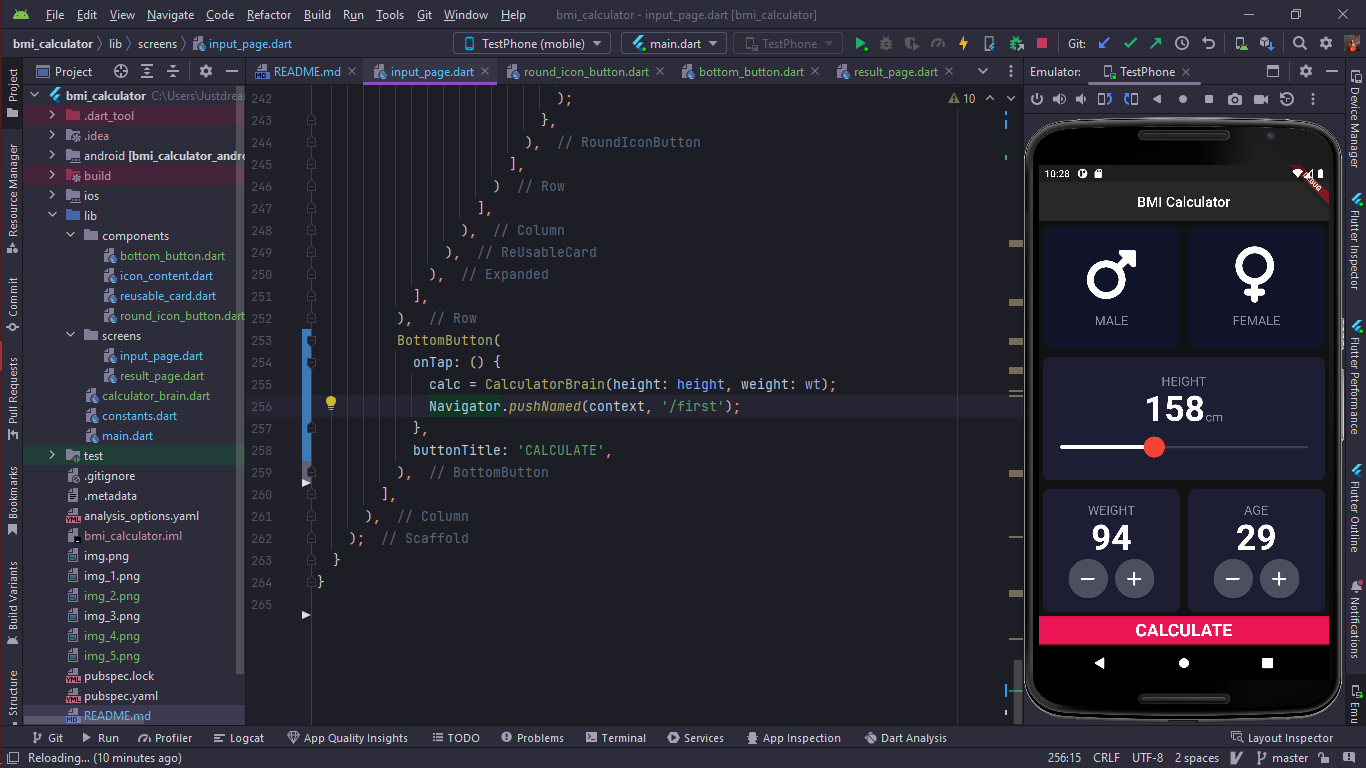 File Edit View Navigate Code Refactor Build Run Tools Git Window Help bmi_calculator - input_page.dart [bmi_calculator]
bmi_calculator lib screens input_page.dart TestPhone (mobile) main.dart TestPhone Git:
Project README.md input_page.dart round_icon_button.dart bottom_button.dart result_page.dart Emulator: TestPhone
bmi_calculator C:\Users\Justdrea
.dart_tool
.idea
android [bmi_calculator_andro
build
ios
lib
components
bottom_button.dart
icon_content.dart
reusable_card.dart
round_icon_button.dart
screens
input_page.dart
result_page.dart
calculator_brain.dart
constants.dart
main.dart
test
.gitignore
.metadata
analysis_options.yaml
bmi_calculator.iml
img.png
img_1.png
img_2.png
img_3.png
img_4.png
img_5.png
pubspec.lock
pubspec.yaml
README.md
Project
Resource Manager
Commit
Pull Requests
Bookmarks
Build Variants
Structure
10
242 );
243 },
244 ), // RoundIconButton
245 ],
246 ) // Row
247 ],
248 ), // Column
249 ), // ReUsableCard
250 ), // Expanded
251 ],
252 ), // Row
253 BottomButton(
254 onTap: () {
255 calc = CalculatorBrain(height: height, weight: wt);
256 Navigator.pushNamed(context, '/first');
257 },
258 buttonTitle: 'CALCULATE',
259 ), // BottomButton
260 ],
261 ), // Column
262 ); // Scaffold
263 }
264 }
265
10:28
DEBUG
BMI Calculator
MALE FEMALE
HEIGHT
158cm
WEIGHT AGE
94 29
CALCULATE
Device Manager
Flutter Inspector
Flutter Performance
Flutter Outline
Notifications
Emu
Git Run Profiler Logcat App Quality Insights TODO Problems Terminal Services App Inspection Dart Analysis Layout Inspector
Reloading... (10 minutes ago) 256:15 CRLF UTF-8 2 spaces master